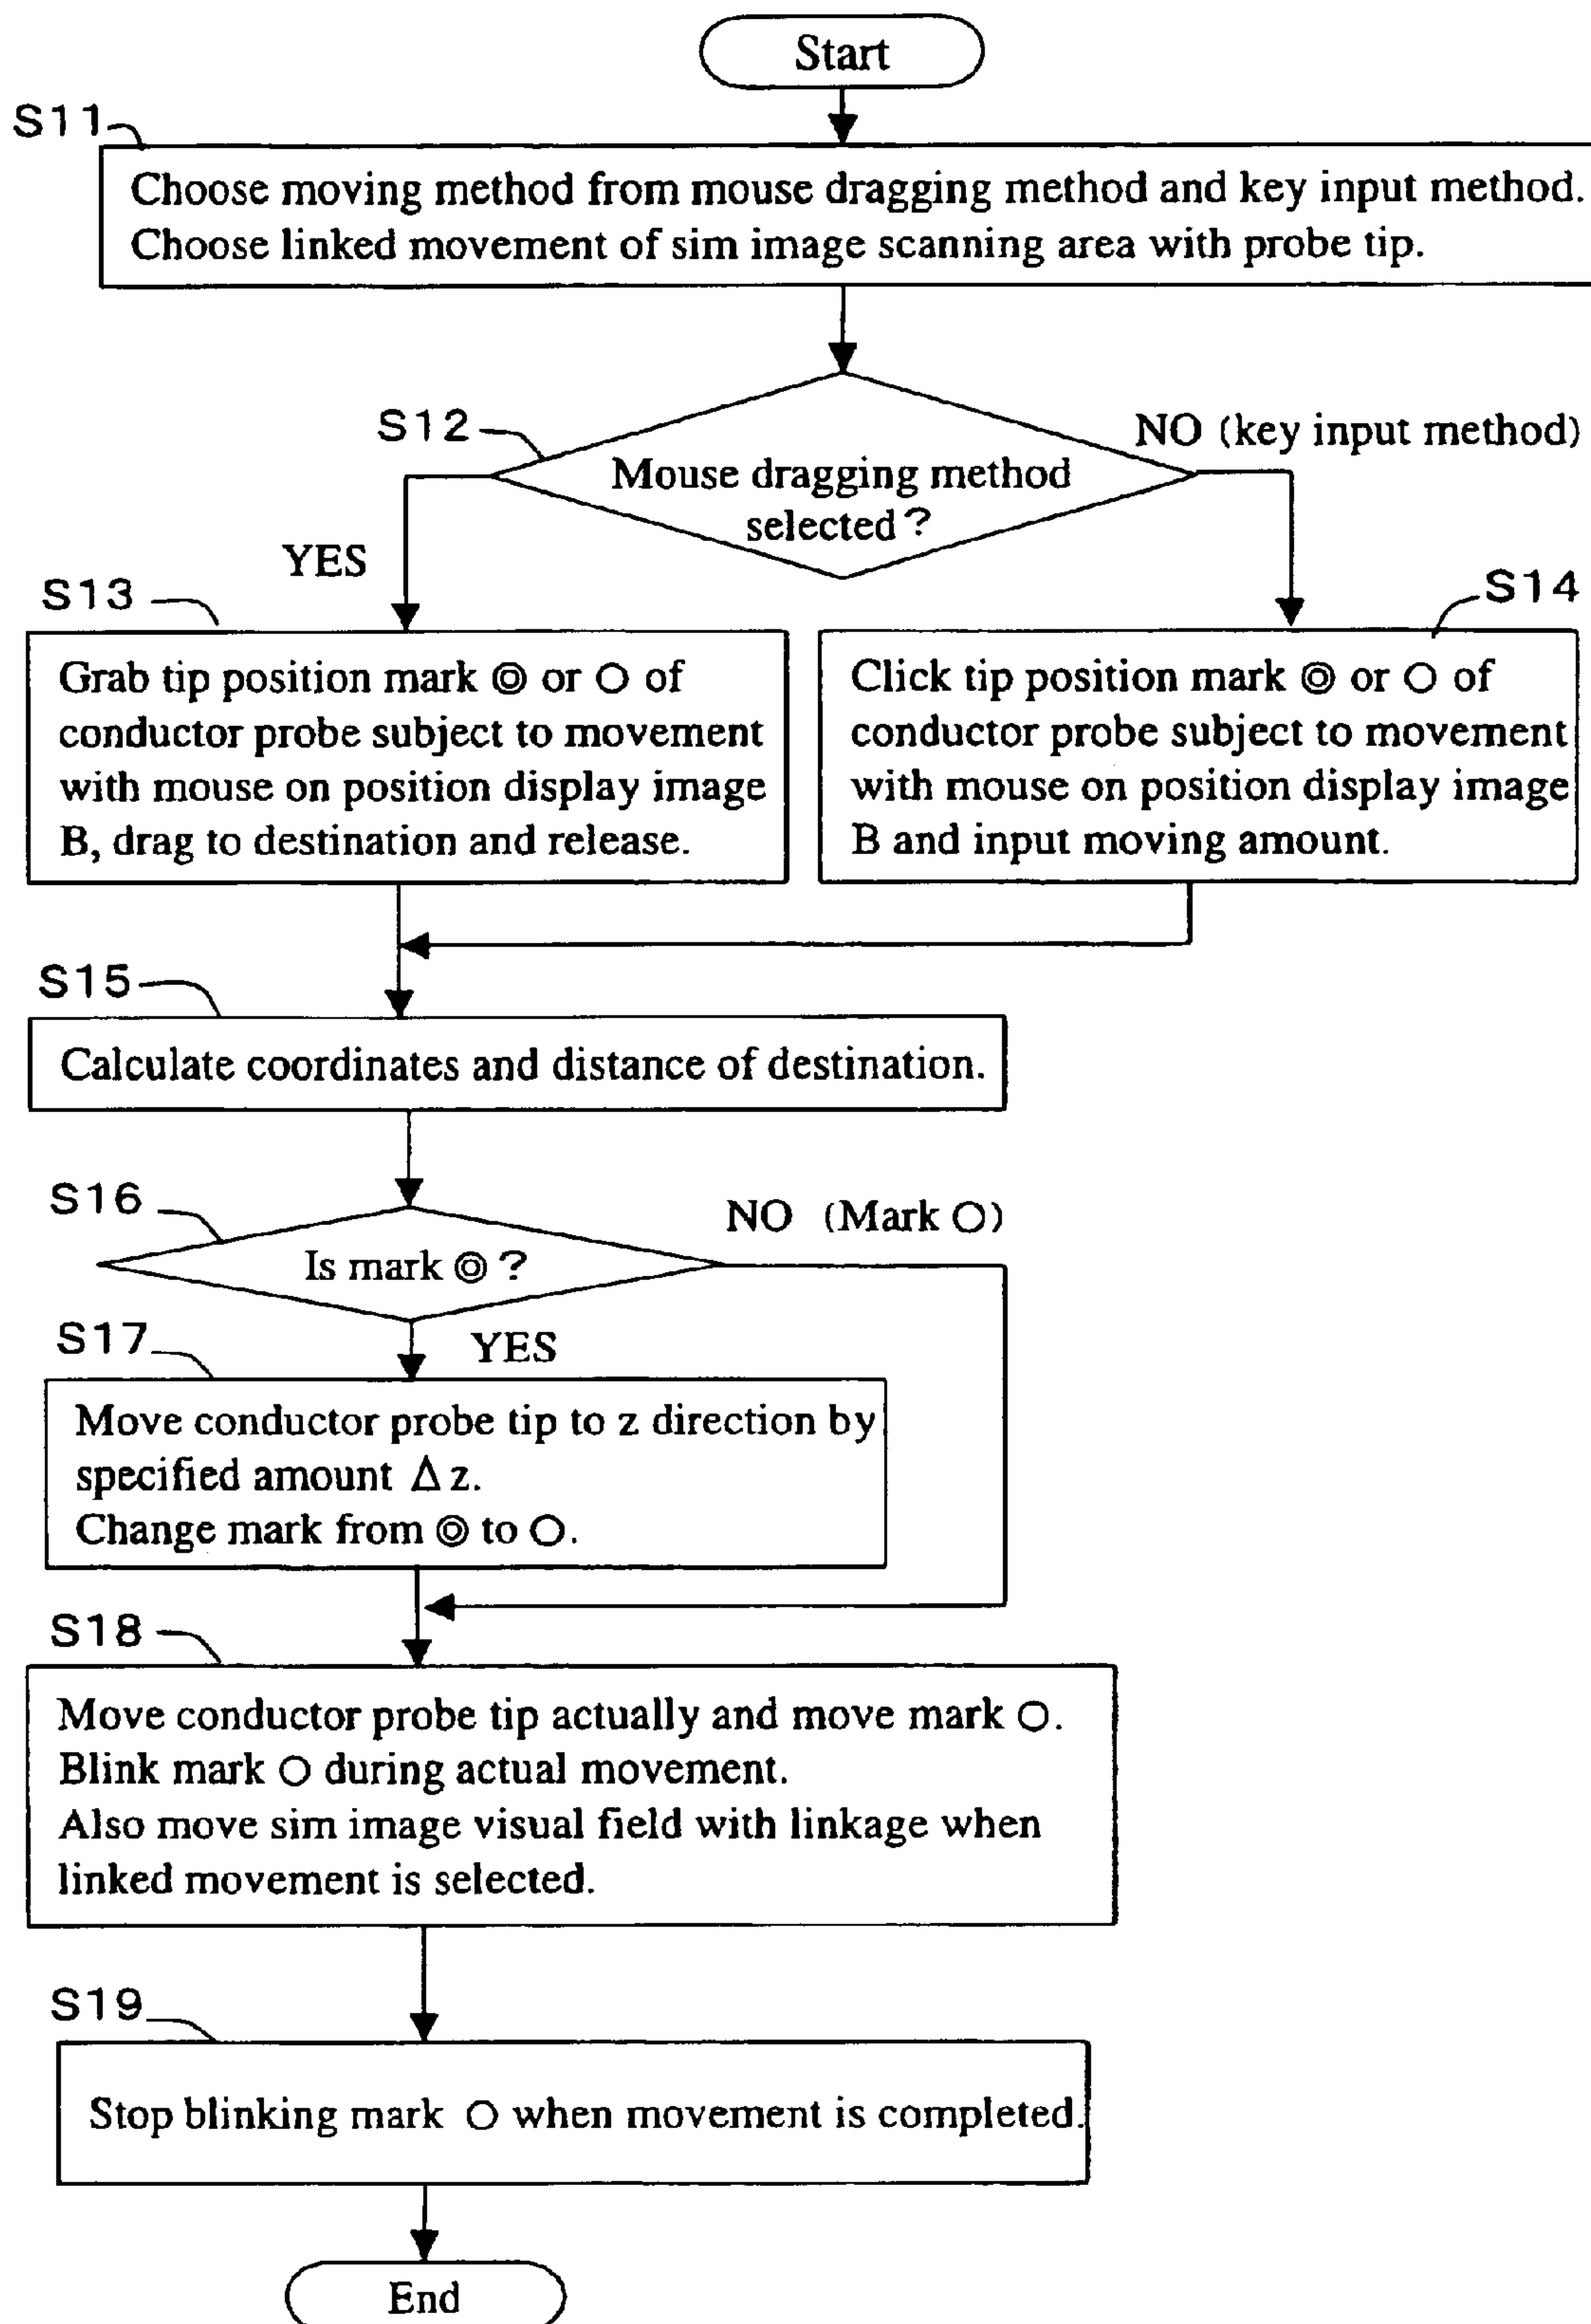 Start
S11
Choose moving method from mouse dragging method and key input method.
Choose linked movement of sim image scanning area with probe tip.
S12
NO (key input method)
Mouse dragging method
selected ?
YES
S13
S14
Grab tip position mark ◎ or ○ of
conductor probe subject to movement
with mouse on position display image
B, drag to destination and release.
Click tip position mark ◎ or ○ of
conductor probe subject to movement
with mouse on position display image
B and input moving amount.
S15
Calculate coordinates and distance of destination.
S16
NO (Mark ○)
Is mark ◎ ?
S17
YES
Move conductor probe tip to z direction by
specified amount Δ z.
Change mark from ◎ to ○.
S18
Move conductor probe tip actually and move mark ○.
Blink mark ○ during actual movement.
Also move sim image visual field with linkage when
linked movement is selected.
S19
Stop blinking mark ○ when movement is completed.
End